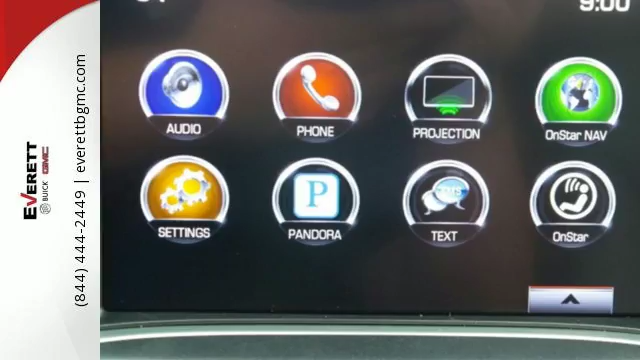 9:00
AUDIO
PHONE
PROJECTION
OnStar NAV
SETTINGS
P
PANDORA
TEXT
OnStar
EVERETT
BUICK GMC
(844) 444-2449 | everettbgmc.com